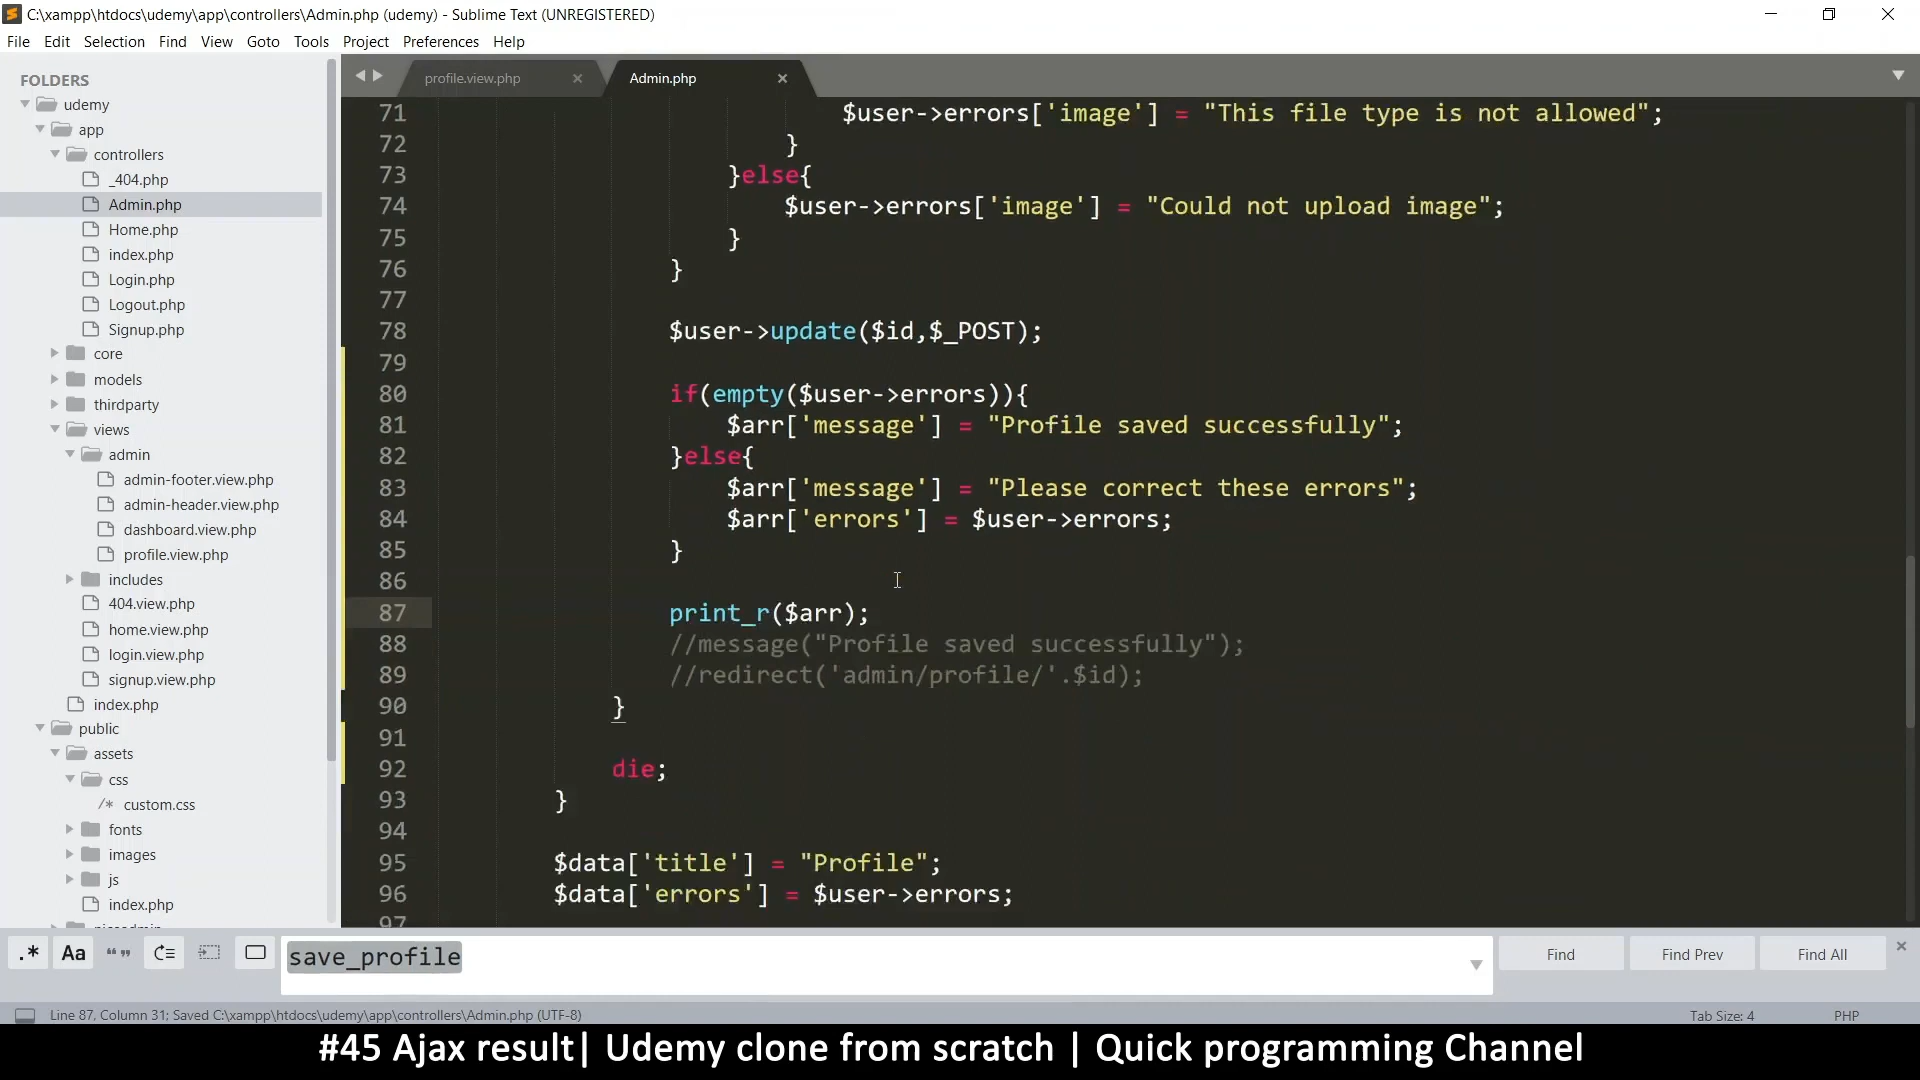 C:\xampp\htdocs\udemy\app\controllers\Admin.php (udemy) - Sublime Text (UNREGISTERED)
File Edit Selection Find View Goto Tools Project Preferences Help
FOLDERS
udemy
app
controllers
_404.php
Admin.php
Home.php
index.php
Login.php
Logout.php
Signup.php
core
models
thirdparty
views
admin
admin-footer.view.php
admin-header.view.php
dashboard.view.php
profile.view.php
includes
404.view.php
home.view.php
login.view.php
signup.view.php
index.php
public
assets
css
/* custom.css
fonts
images
js
index.php
profile.view.php Admin.php
71 $user->errors['image'] = "This file type is not allowed";
72 }
73 }else{
74 $user->errors['image'] = "Could not upload image";
75 }
76 }
77
78 $user->update($id,$_POST);
79
80 if(empty($user->errors)){
81 $arr['message'] = "Profile saved successfully";
82 }else{
83 $arr['message'] = "Please correct these errors";
84 $arr['errors'] = $user->errors;
85 }
86
87 print_r($arr);
88 //message("Profile saved successfully");
89 //redirect('admin/profile/'.$id);
90 }
91
92 die;
93 }
94
95 $data['title'] = "Profile";
96 $data['errors'] = $user->errors;
97
.* Aa save_profile Find Find Prev Find All
Line 87, Column 31; Saved C:\xampp\htdocs\udemy\app\controllers\Admin.php (UTF-8) Tab Size: 4 PHP
#45 Ajax result| Udemy clone from scratch | Quick programming Channel